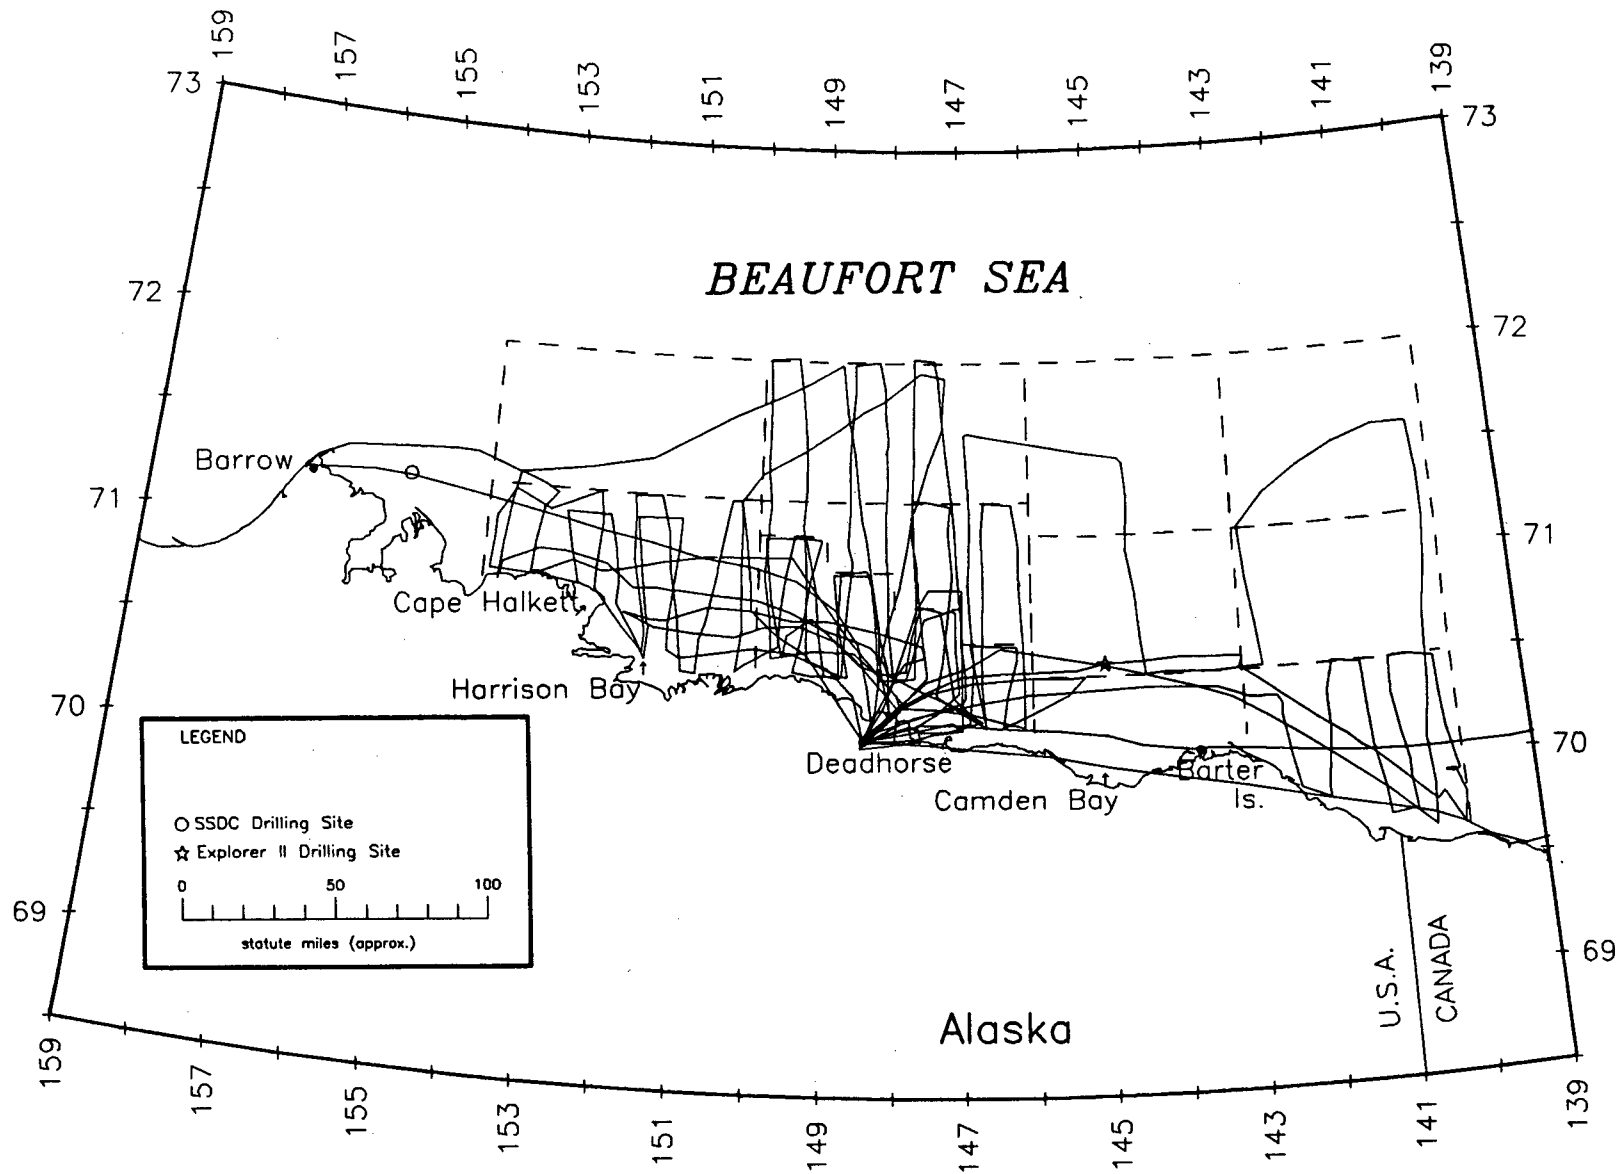 159
157
155
153
151
149
147
145
143
141
139
73
73
BEAUFORT SEA
72
72
Barrow
71
71
Cape Halkett
Harrison Bay
70
70
Deadhorse
Barter
Is.
Camden Bay
LEGEND
SSDC Drilling Site
Explorer II Drilling Site
0 50 100
statute miles (approx.)
69
69
U.S.A.
CANADA
Alaska
159
157
155
153
151
149
147
145
143
141
139